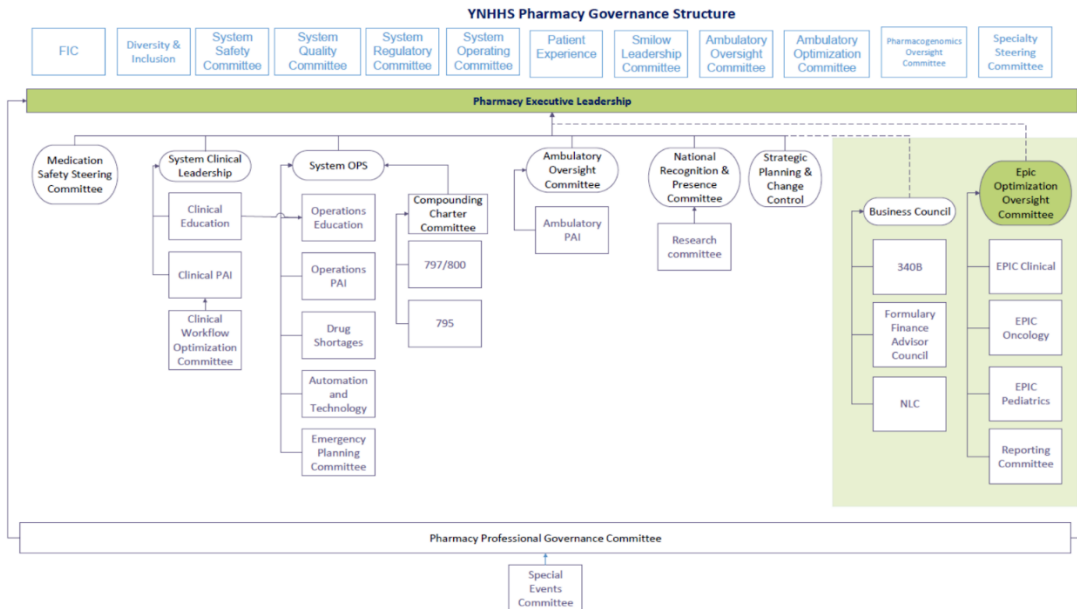 YNHHS Pharmacy Governance Structure
FIC
Diversity &
Inclusion
System
Safety
Committee
System
Quality
Committee
System
Regulatory
Committee
System
Operating
Committee
Patient
Experience
Smilow
Leadership
Committee
Ambulatory
Oversight
Committee
Ambulatory
Optimization
Committee
Pharmacogenomics
Oversight
Committee
Specialty
Steering
Committee
Pharmacy Executive Leadership
Medication
Safety Steering
Committee
System Clinical
Leadership
System OPS
Ambulatory
Oversight
Committee
National
Recognition &
Presence
Committee
Strategic
Planning &
Change
Control
Business Council
Epic
Optimization
Oversight
Committee
Clinical
Education
Clinical PAI
Clinical
Workflow
Optimization
Committee
Operations
Education
Operations
PAI
Drug
Shortages
Automation
and
Technology
Emergency
Planning
Committee
Compounding
Charter
Committee
797/800
795
Ambulatory
PAI
Research
committee
340B
Formulary
Finance
Advisor
Council
NLC
EPIC Clinical
EPIC
Oncology
EPIC
Pediatrics
Reporting
Committee
Pharmacy Professional Governance Committee
Special
Events
Committee